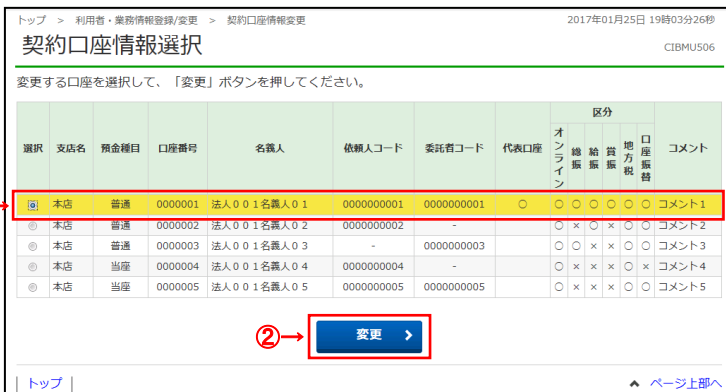 トップ > 利用者・業務情報登録/変更 > 契約口座情報変更 2017年01月25日 19時03分26秒
契約口座情報選択 CIBMU506
変更する口座を選択して、「変更」ボタンを押してください。
区分
選択 支店名 預金種目 口座番号 名義人 依頼人コード 委託者コード 代表口座 オンライン 総振 給振 賞振 地方税 口座振替 コメント
本店 普通 0000001 法人００１名義人０１ 0000000001 0000000001 ○ ○ ○ ○ ○ ○ ○ コメント1
本店 普通 0000002 法人００１名義人０２ 0000000002 - ○ × ○ × ○ ○ コメント2
本店 普通 0000003 法人００１名義人０３ - 0000000003 ○ ○ × × ○ ○ コメント3
本店 当座 0000004 法人００１名義人０４ 0000000004 - ○ × × × ○ × コメント4
本店 当座 0000005 法人００１名義人０５ 0000000005 0000000005 ○ × × × ○ ○ コメント5
②→ 変更 >
トップ | ページ上部へ